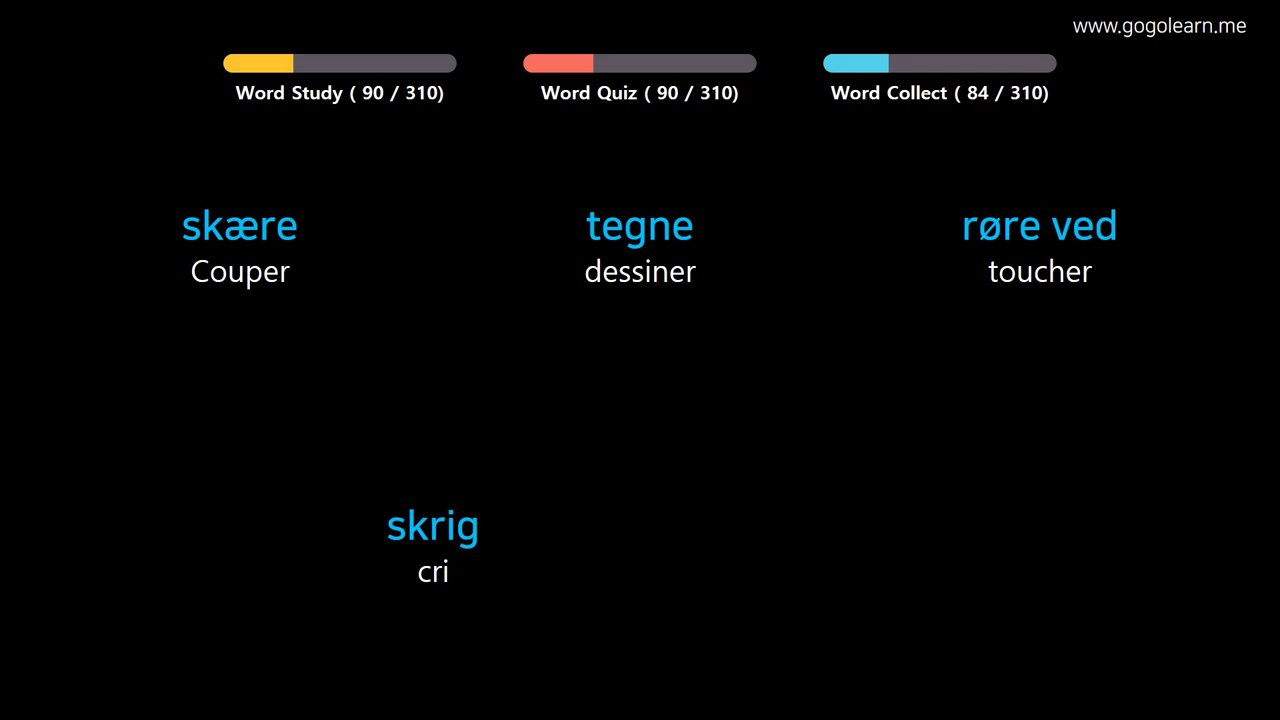 www.gogolearn.me
Word Study ( 90 / 310)
Word Quiz ( 90 / 310)
Word Collect ( 84 / 310)
skære
Couper
tegne
dessiner
røre ved
toucher
skrig
cri